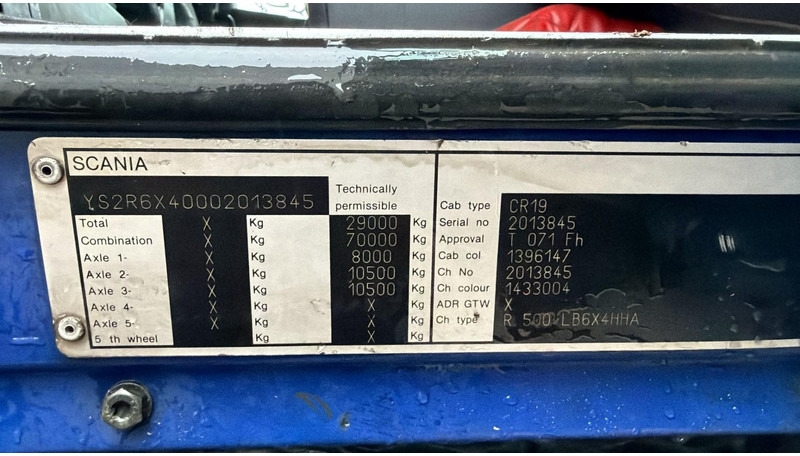 SCANIA
YS2R6X40002013845
Technically
permissible
Total X Kg 29000 Kg
Combination X Kg 70000 Kg
Axle 1- X Kg 8000 Kg
Axle 2- X Kg 10500 Kg
Axle 3- X Kg 10500 Kg
Axle 4- X Kg X Kg
Axle 5- X Kg X Kg
5 th wheel Kg X Kg
Cab type CR19
Serial no 2013845
Approval T 071 Fh
Cab col 1396147
Ch No 2013845
Ch colour 1433004
ADR GTW X
Ch type R 500 LB6X4HHA